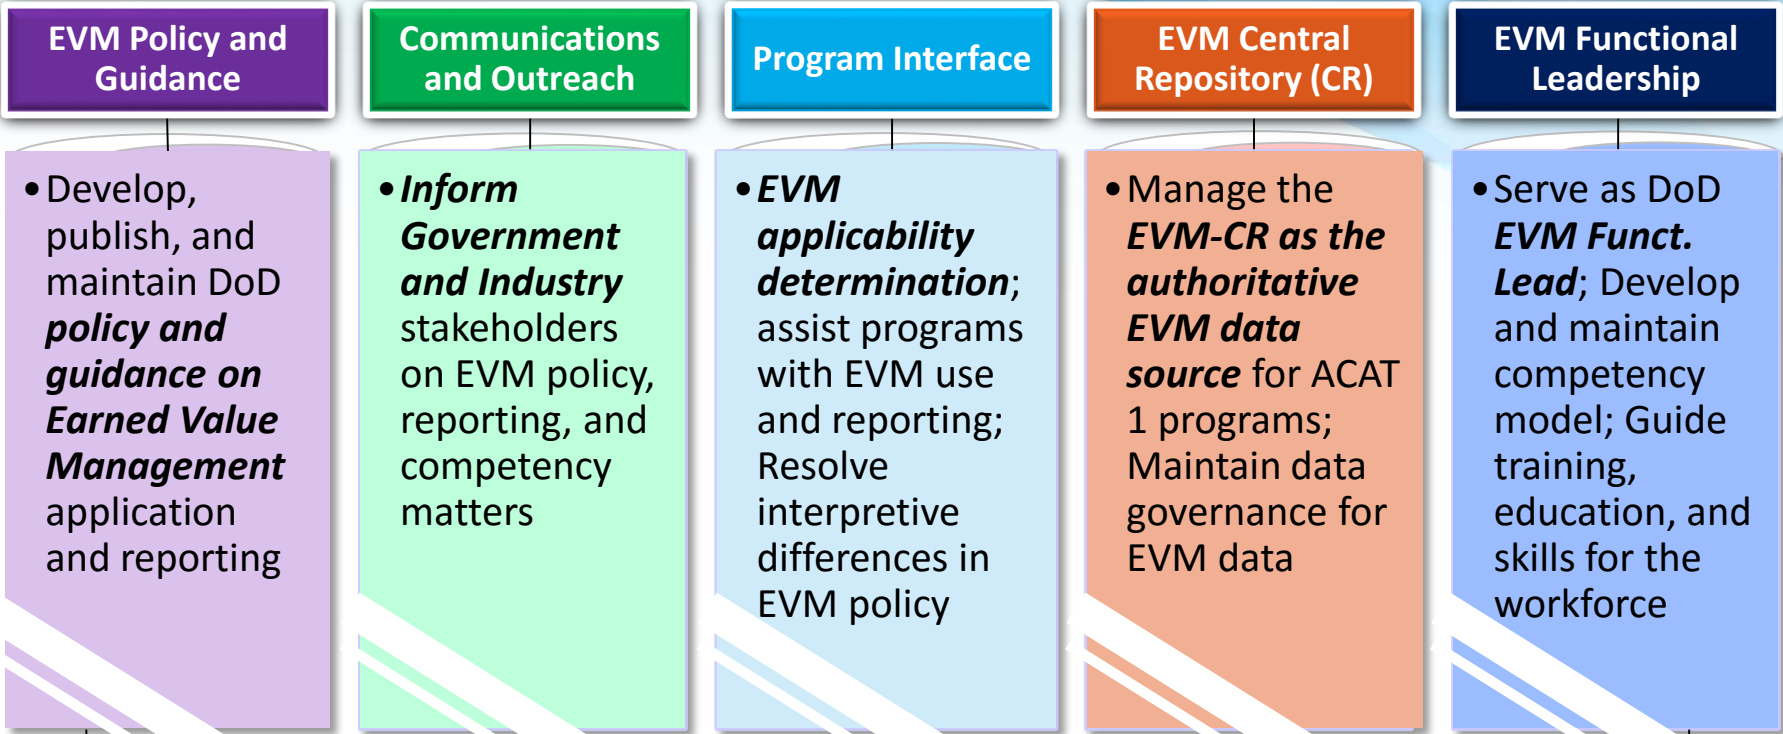 EVM Policy and
Guidance
Communications
and Outreach
Program Interface
EVM Central
Repository (CR)
EVM Functional
Leadership
•Develop,
publish, and
maintain DoD
policy and
guidance on
Earned Value
Management
application
and reporting
•Inform
Government
and Industry
stakeholders
on EVM policy,
reporting, and
competency
matters
•EVM
applicability
determination;
assist programs
with EVM use
and reporting;
Resolve
interpretive
differences in
EVM policy
•Manage the
EVM-CR as the
authoritative
EVM data
source for ACAT
1 programs;
Maintain data
governance for
EVM data
•Serve as DoD
EVM Funct.
Lead; Develop
and maintain
competency
model; Guide
training,
education, and
skills for the
workforce